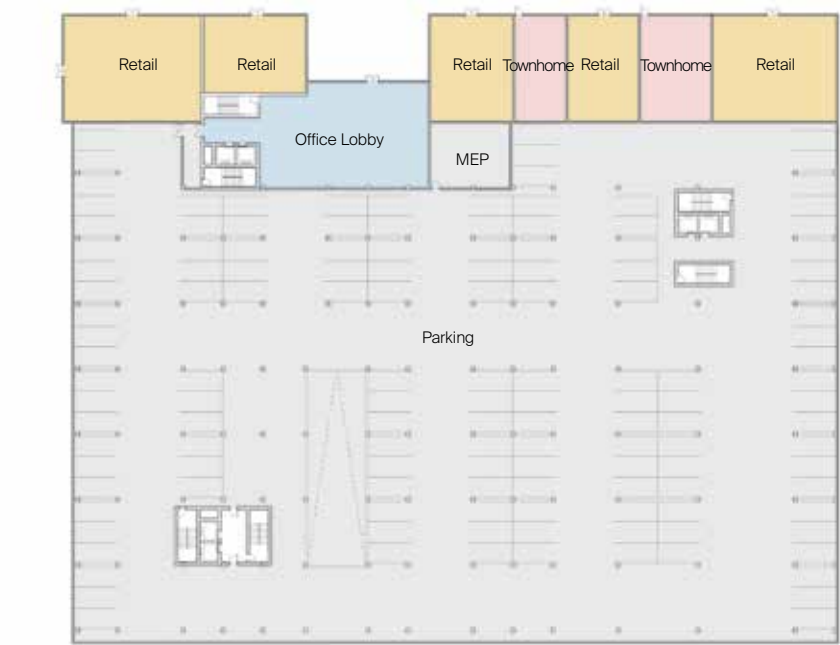 Retail
Retail
Retail
Townhome
Retail
Townhome
Retail
Office Lobby
MEP
Parking